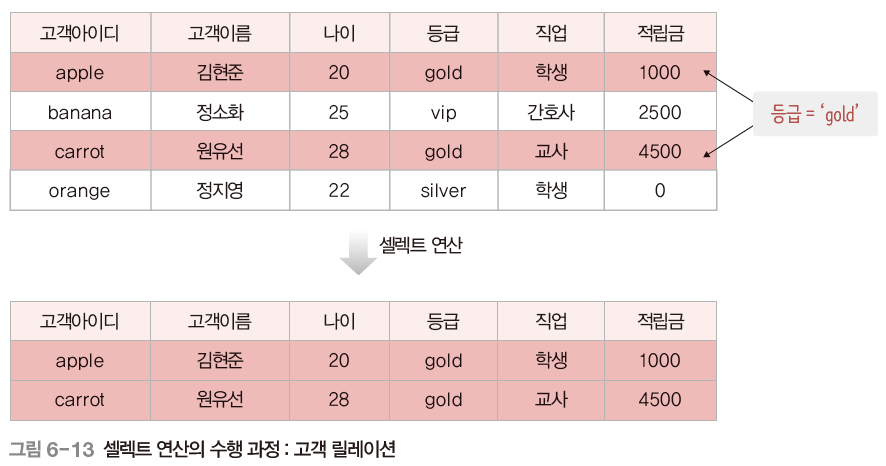 고객아이디 고객이름 나이 등급 직업 적립금
apple 김현준 20 gold 학생 1000
banana 정소화 25 vip 간호사 2500
등급 = ‘gold’
carrot 원유선 28 gold 교사 4500
orange 정지영 22 silver 학생 0
셀렉트 연산
고객아이디 고객이름 나이 등급 직업 적립금
apple 김현준 20 gold 학생 1000
carrot 원유선 28 gold 교사 4500
그림 6-13 셀렉트 연산의 수행 과정 : 고객 릴레이션